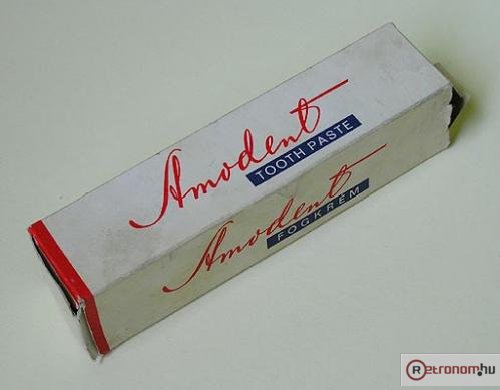 Amodent
TOOTH PASTE
Amodent
FOGKRÉM
Retronom.hu